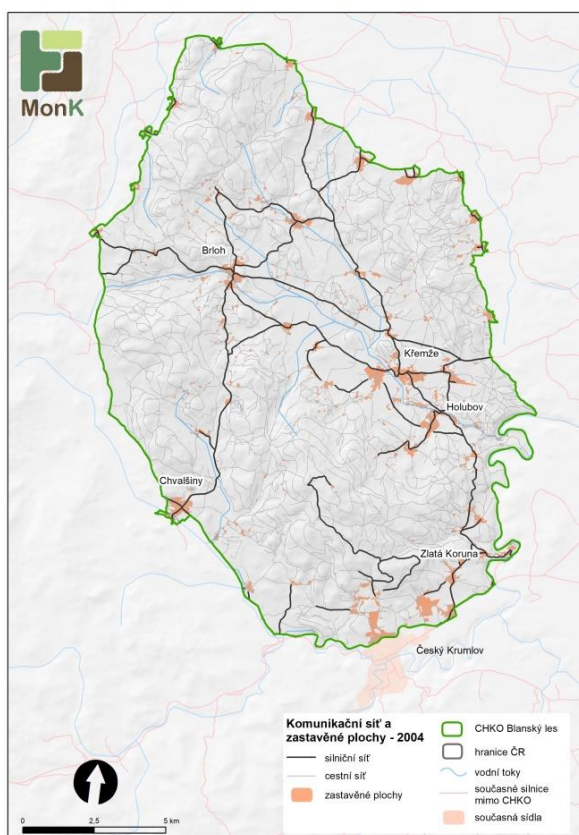 MonK
Brloh
Křemže
Holubov
Chvalšiny
Zlatá Koruna
Český Krumlov
Komunikační síť a
zastavěné plochy - 2004
silniční síť
cestní síť
zastavěné plochy
CHKO Blanský les
hranice ČR
vodní toky
současné silnice
mimo CHKO
současná sídla
0 2,5 5 km